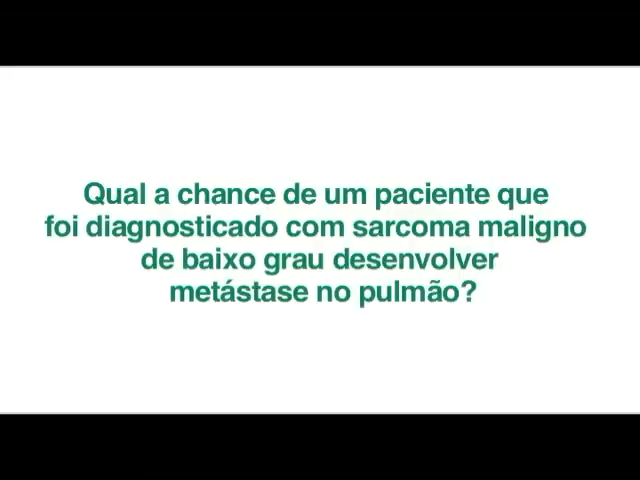 Qual a chance de um paciente que
foi diagnosticado com sarcoma maligno
de baixo grau desenvolver
metástase no pulmão?